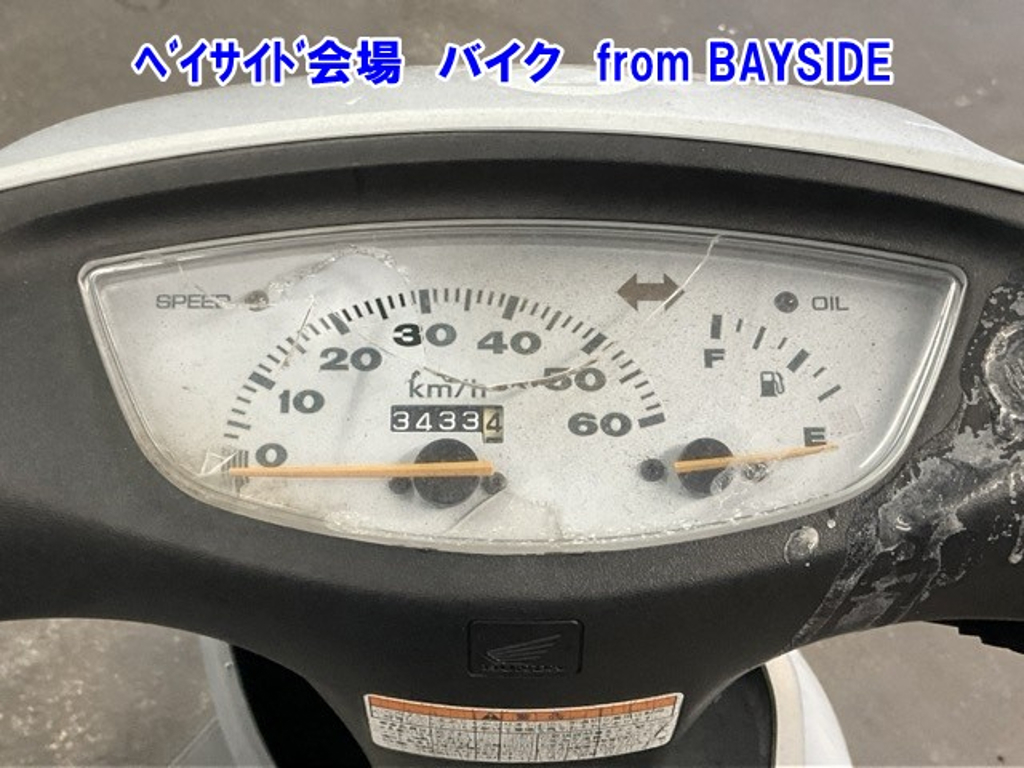 ﾍﾞｲｻｲﾄﾞ会場 バイク from BAYSIDE
SPEED
OIL
0
10
20
30
40
50
60
km/h
34334
F
E
HONDA